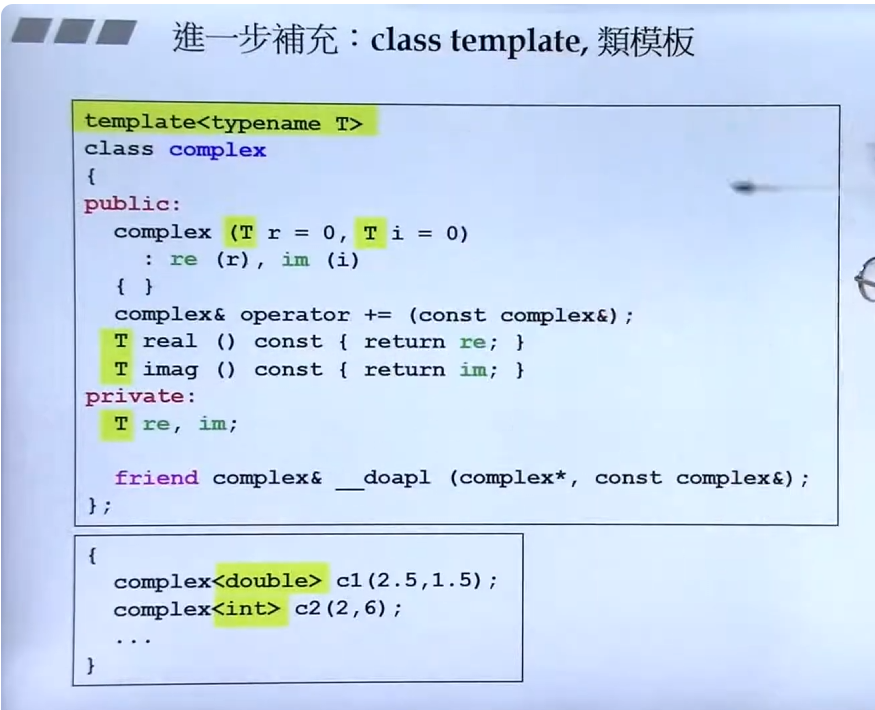 進一步補充：class template, 類模板
template<typename T>
class complex
{
public:
complex (T r = 0, T i = 0)
: re (r), im (i)
{ }
complex& operator += (const complex&);
T real () const { return re; }
T imag () const { return im; }
private:
T re, im;
friend complex& __doapl (complex*, const complex&);
};
{
complex<double> c1(2.5,1.5);
complex<int> c2(2,6);
...
}